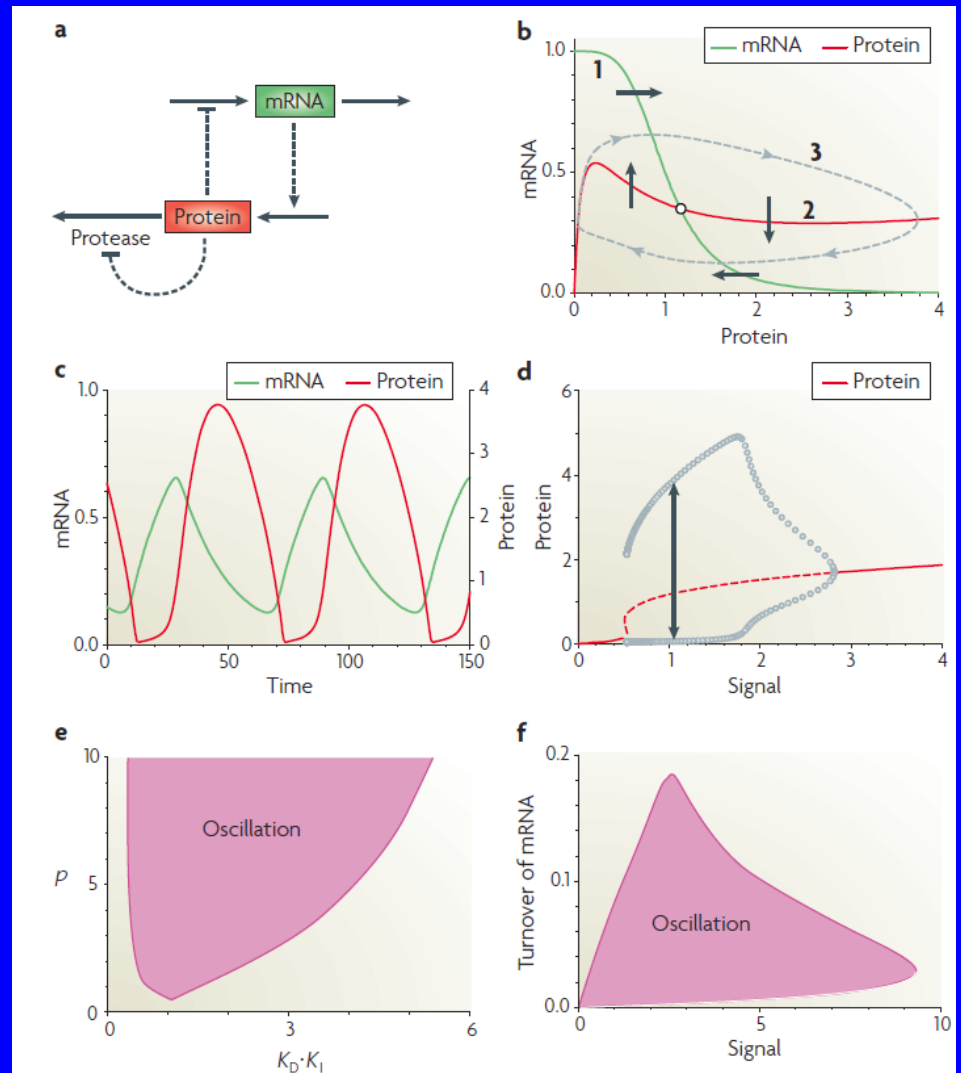 a
mRNA
Protein
Protease
b
mRNA Protein
1.0
0.5
0.0
mRNA
1
2
3
0 1 2 3 4
Protein
c
mRNA Protein
1.0
0.5
0.0
mRNA
4
3
2
1
0
Protein
0 50 100 150
Time
d
Protein
6
4
2
0
Protein
0 1 2 3 4
Signal
e
10
5
0
p
Oscillation
0 3 6
K_D·K_I
f
0.2
0.1
0.0
Turnover of mRNA
Oscillation
0 5 10
Signal